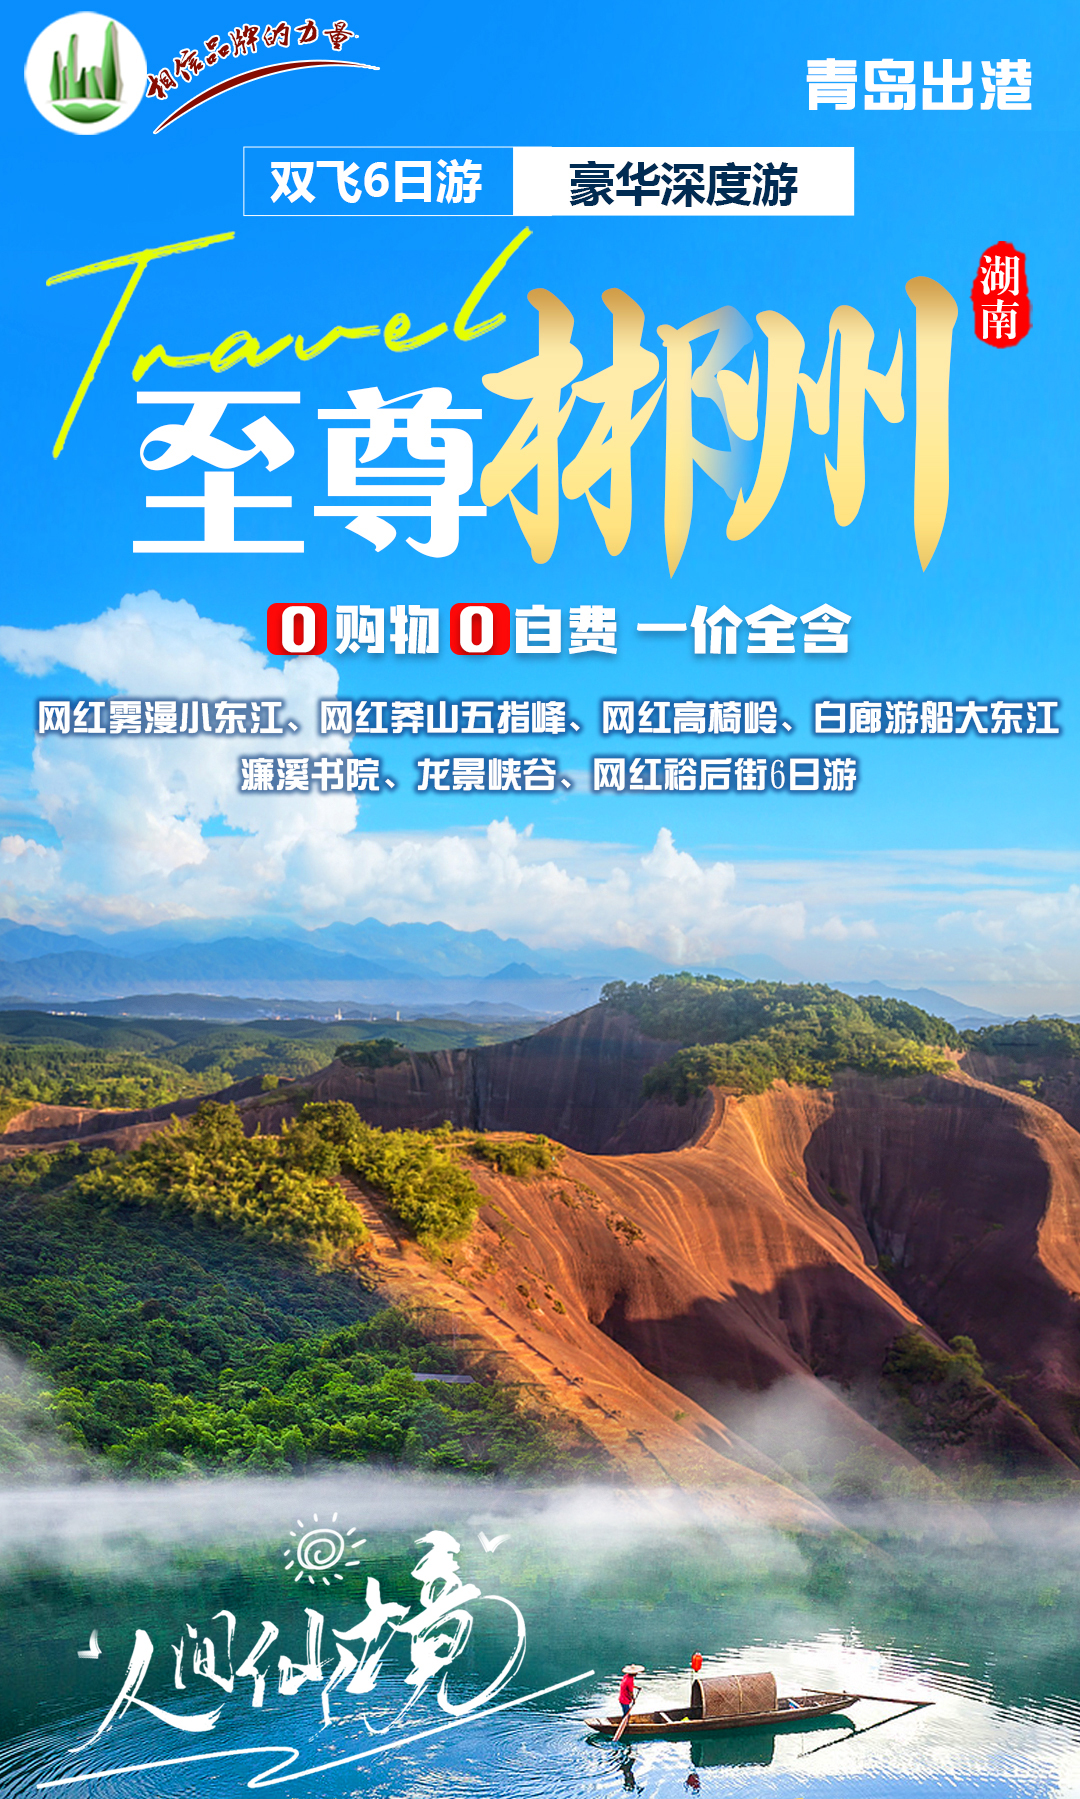 相信品牌的力量
青岛出港
双飞6日游 豪华深度游
Travel
湖南
至尊郴州
0购物0自费 一价全含
网红雾漫小东江、网红莽山五指峰、网红高椅岭、白廊游船大东江
濂溪书院、龙景峡谷、网红裕后街6日游
人间仙境